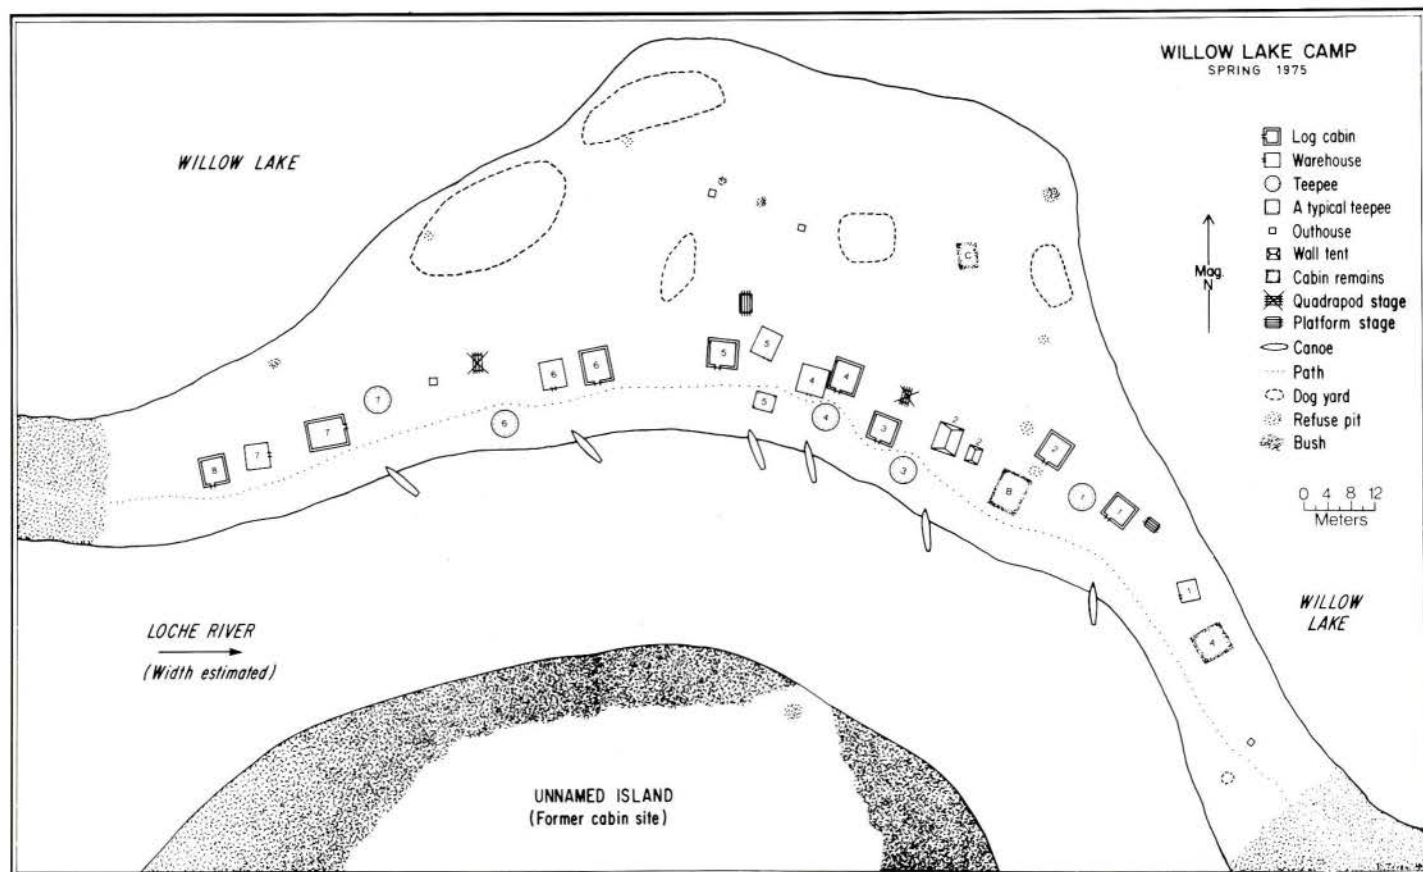 WILLOW LAKE CAMP
SPRING 1975
WILLOW LAKE
Log cabin
Warehouse
Teepee
A typical teepee
Outhouse
Wall tent
Cabin remains
Quadrapod stage
Platform stage
Canoe
Path
Dog yard
Refuse pit
Bush
Mag.
N
0 4 8 12
Meters
C
5
5
5
6
6
4
4
4
7
6
3
2
2
2
7
8
7
3
B
1
1
1
WILLOW
LAKE
LOCHE RIVER
(Width estimated)
UNNAMED ISLAND
(Former cabin site)